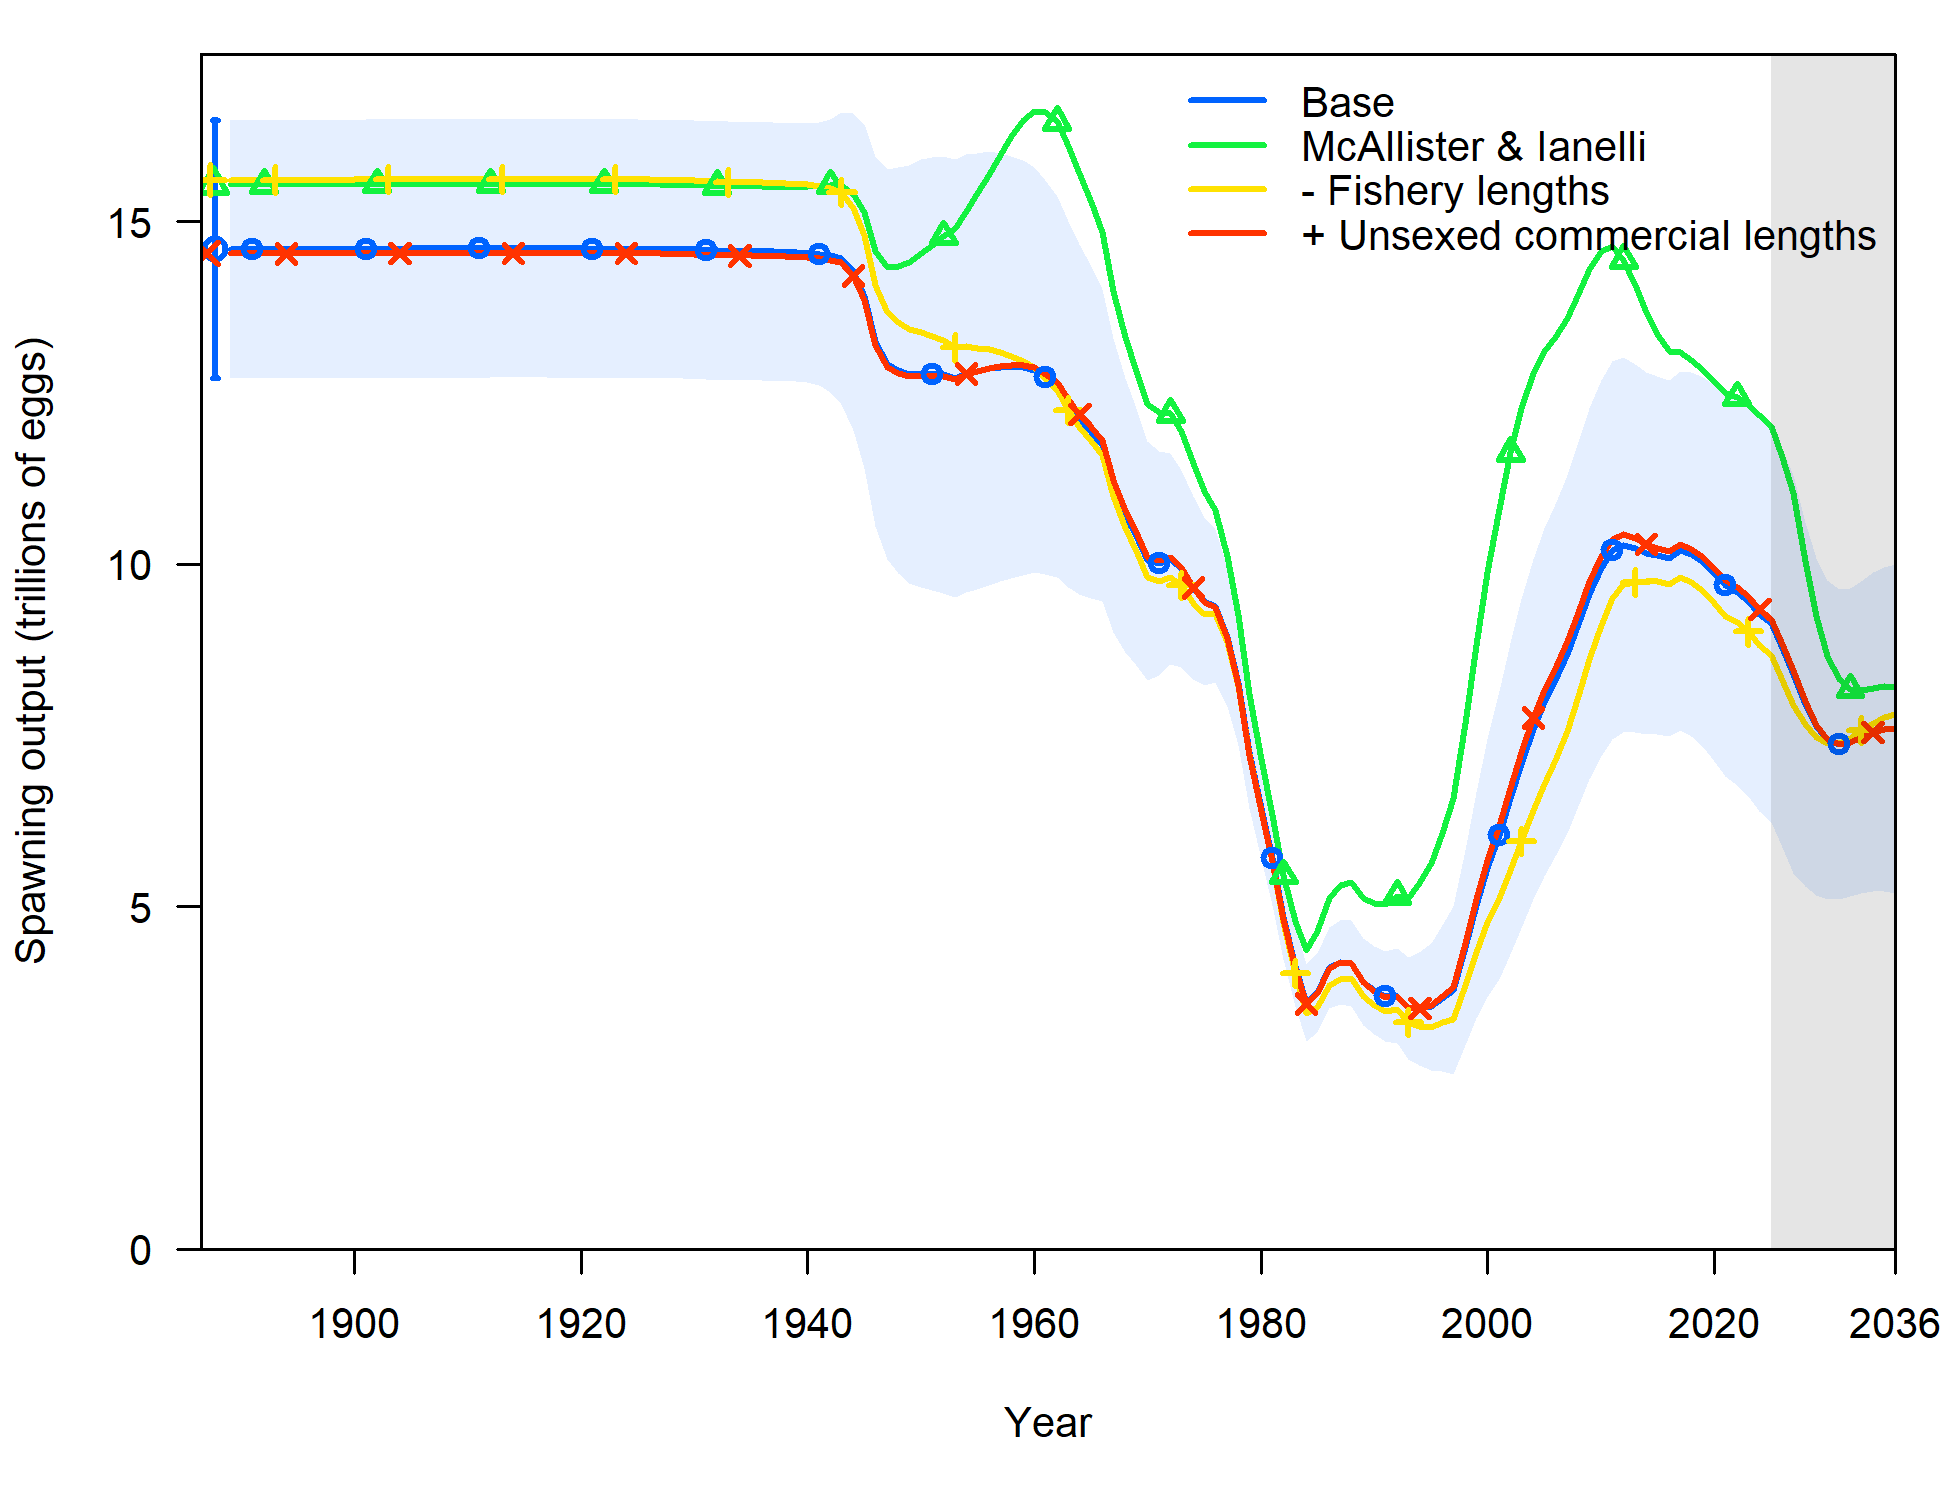 Base
McAllister & Ianelli
- Fishery lengths
+ Unsexed commercial lengths
Spawning output (trillions of eggs)
15
10
5
0
1900 1920 1940 1960 1980 2000 2020 2036
Year